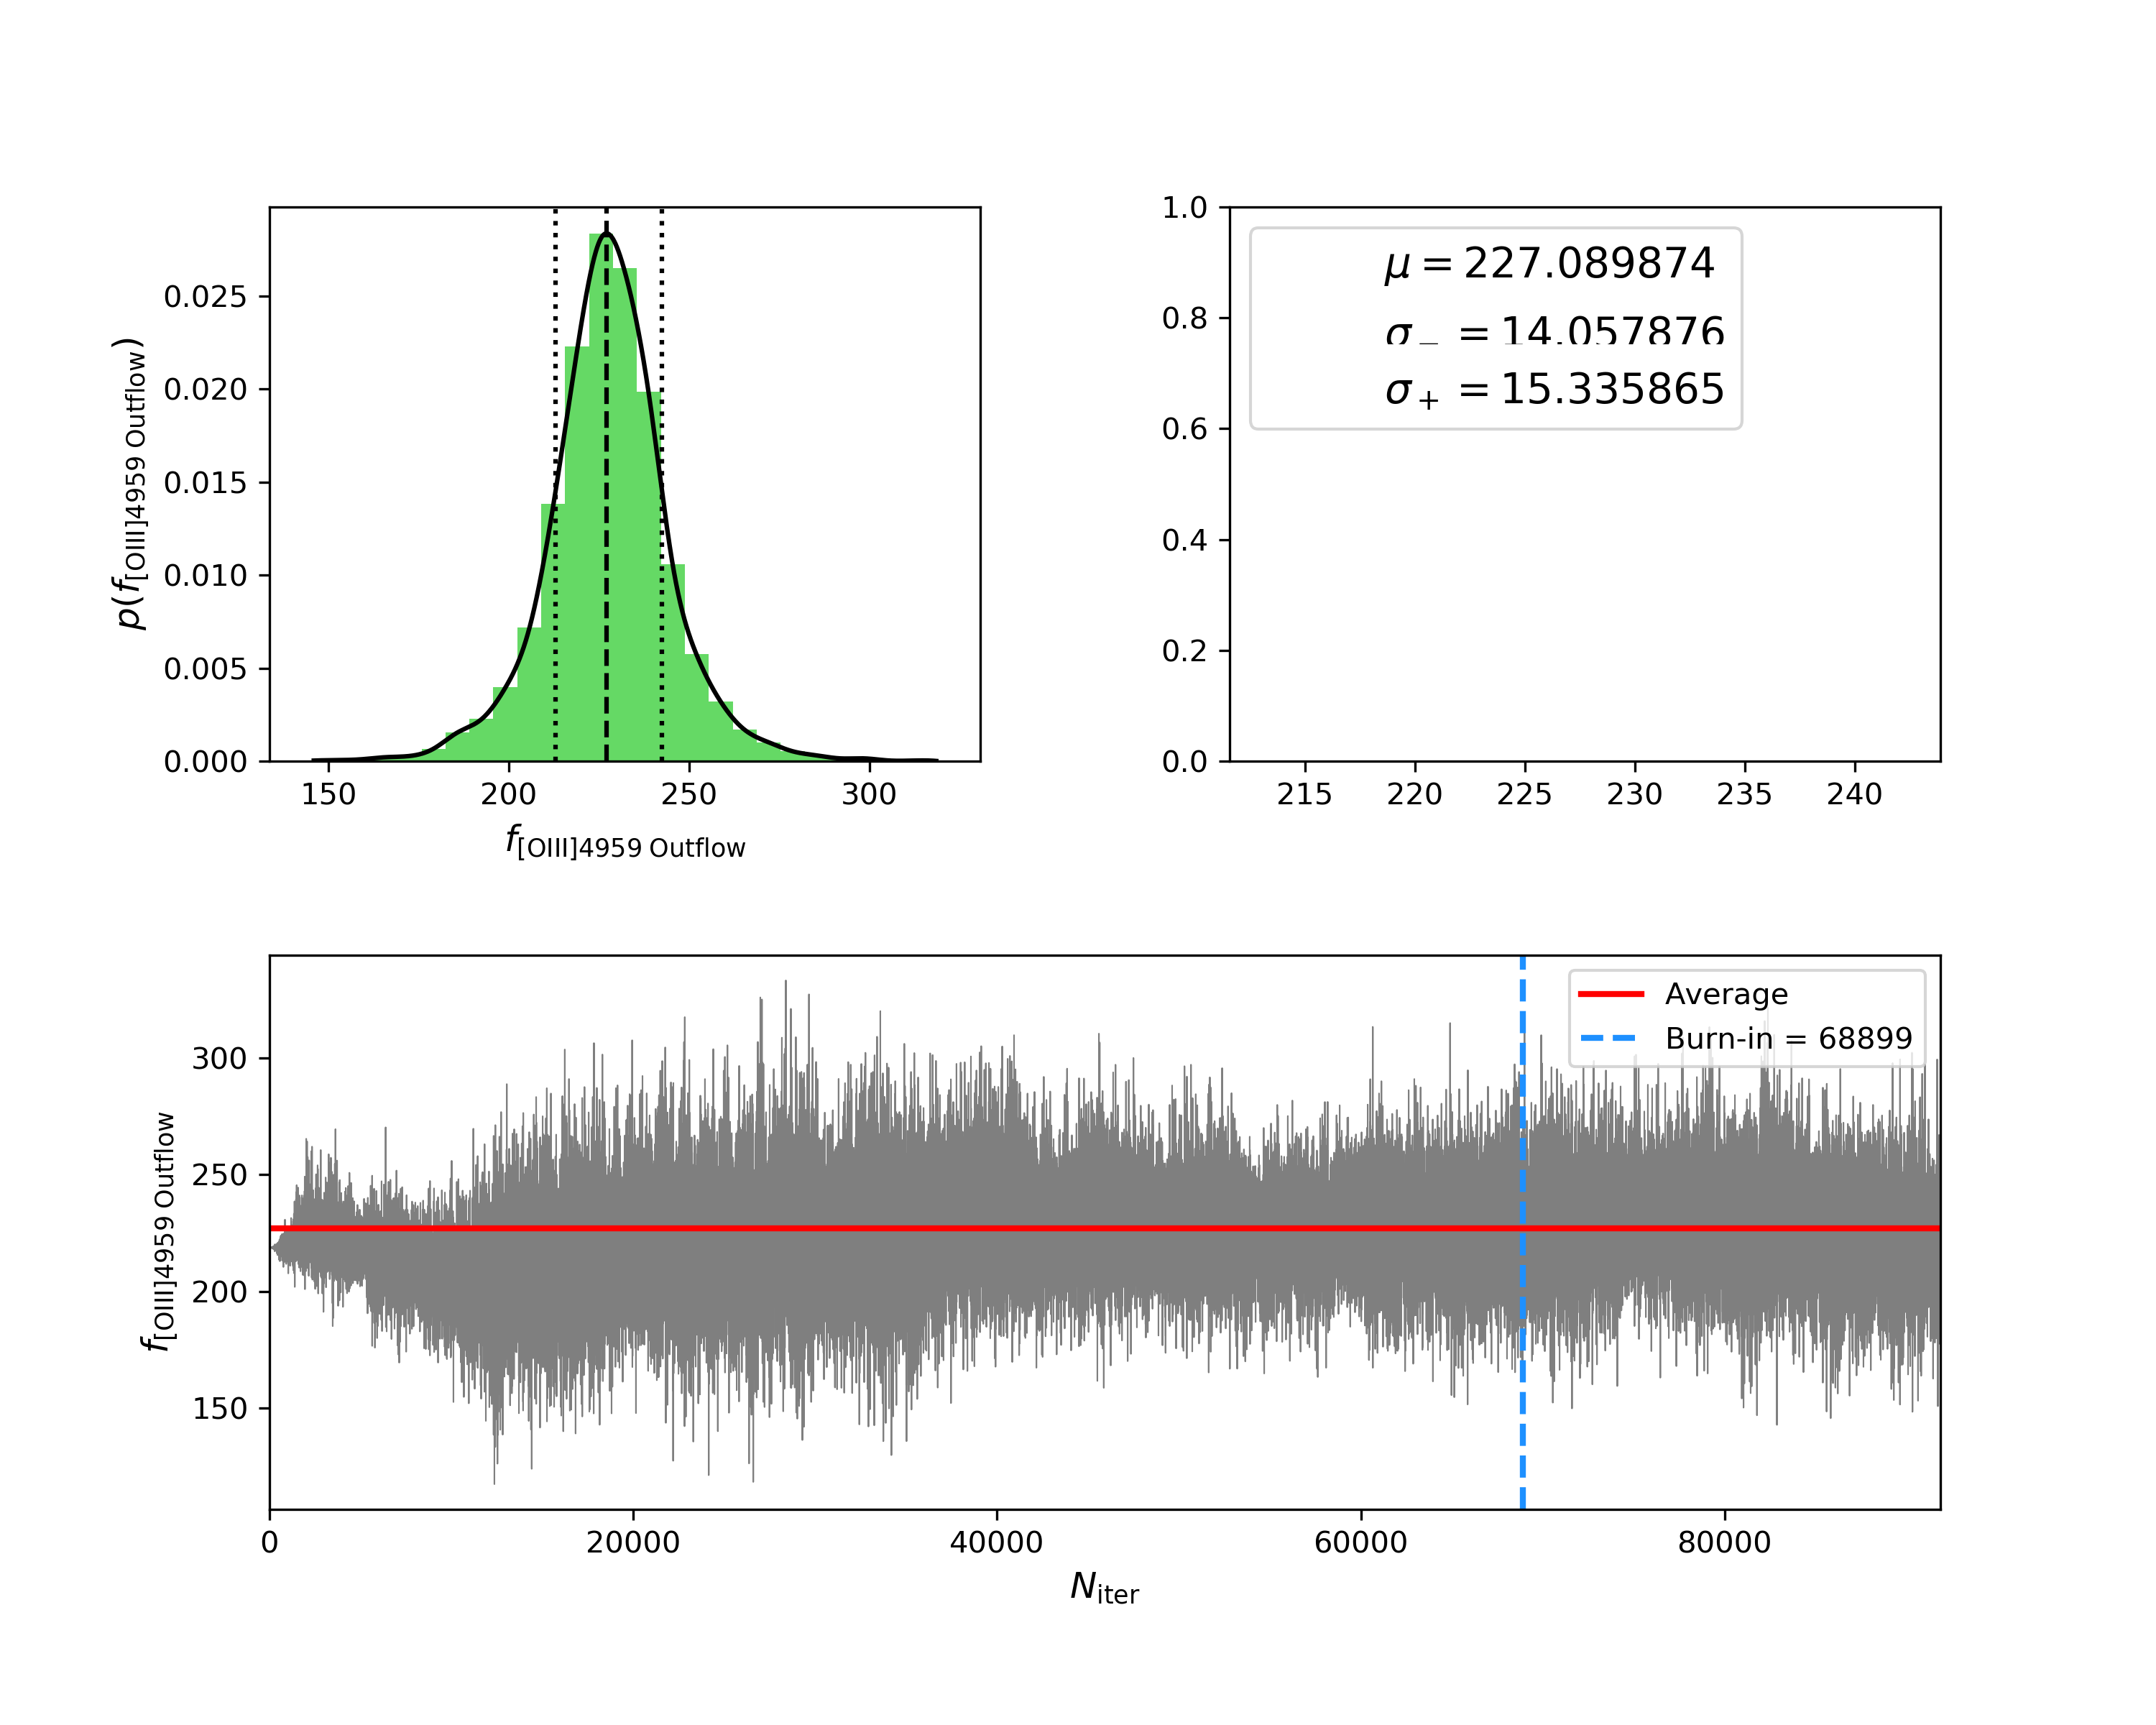 p(f[OIII]4959 Outflow)
0.025
0.020
0.015
0.010
0.005
0.000
150 200 250 300
f[OIII]4959 Outflow
1.0
0.8
0.6
0.4
0.2
0.0
μ = 227.089874
σ− = 14.057876
σ+ = 15.335865
215 220 225 230 235 240
f[OIII]4959 Outflow
300
250
200
150
Average
Burn-in = 68899
0 20000 40000 60000 80000
Niter